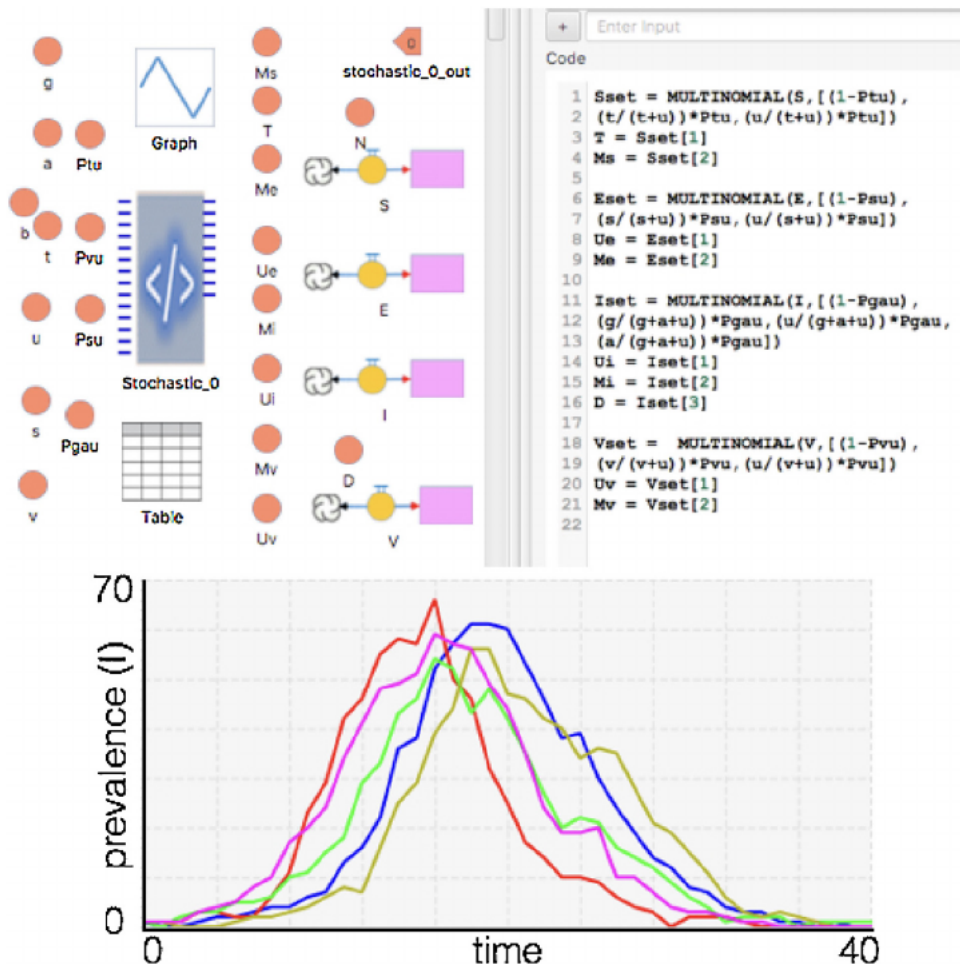 g
a
Ptu
b
t
Pvu
u
Psu
s
Pgau
v
Graph
Stochastic_0
Table
Ms
T
Me
Ue
Mi
Ui
Mv
Uv
stochastic_0_out
N
S
E
I
D
V
+
Enter Input
Code
1 Sset = MULTINOMIAL(S,[(1-Ptu),
2 (t/(t+u))*Ptu,(u/(t+u))*Ptu])
3 T = Sset[1]
4 Ms = Sset[2]
5
6 Eset = MULTINOMIAL(E,[(1-Psu),
7 (s/(s+u))*Psu,(u/(s+u))*Psu])
8 Ue = Eset[1]
9 Me = Eset[2]
10
11 Iset = MULTINOMIAL(I,[(1-Pgau),
12 (g/(g+a+u))*Pgau,(u/(g+a+u))*Pgau,
13 (a/(g+a+u))*Pgau])
14 Ui = Iset[1]
15 Mi = Iset[2]
16 D = Iset[3]
17
18 Vset =  MULTINOMIAL(V,[(1-Pvu),
19 (v/(v+u))*Pvu,(u/(v+u))*Pvu])
20 Uv = Vset[1]
21 Mv = Vset[2]
22
70
prevalence (I)
0
0
time
40